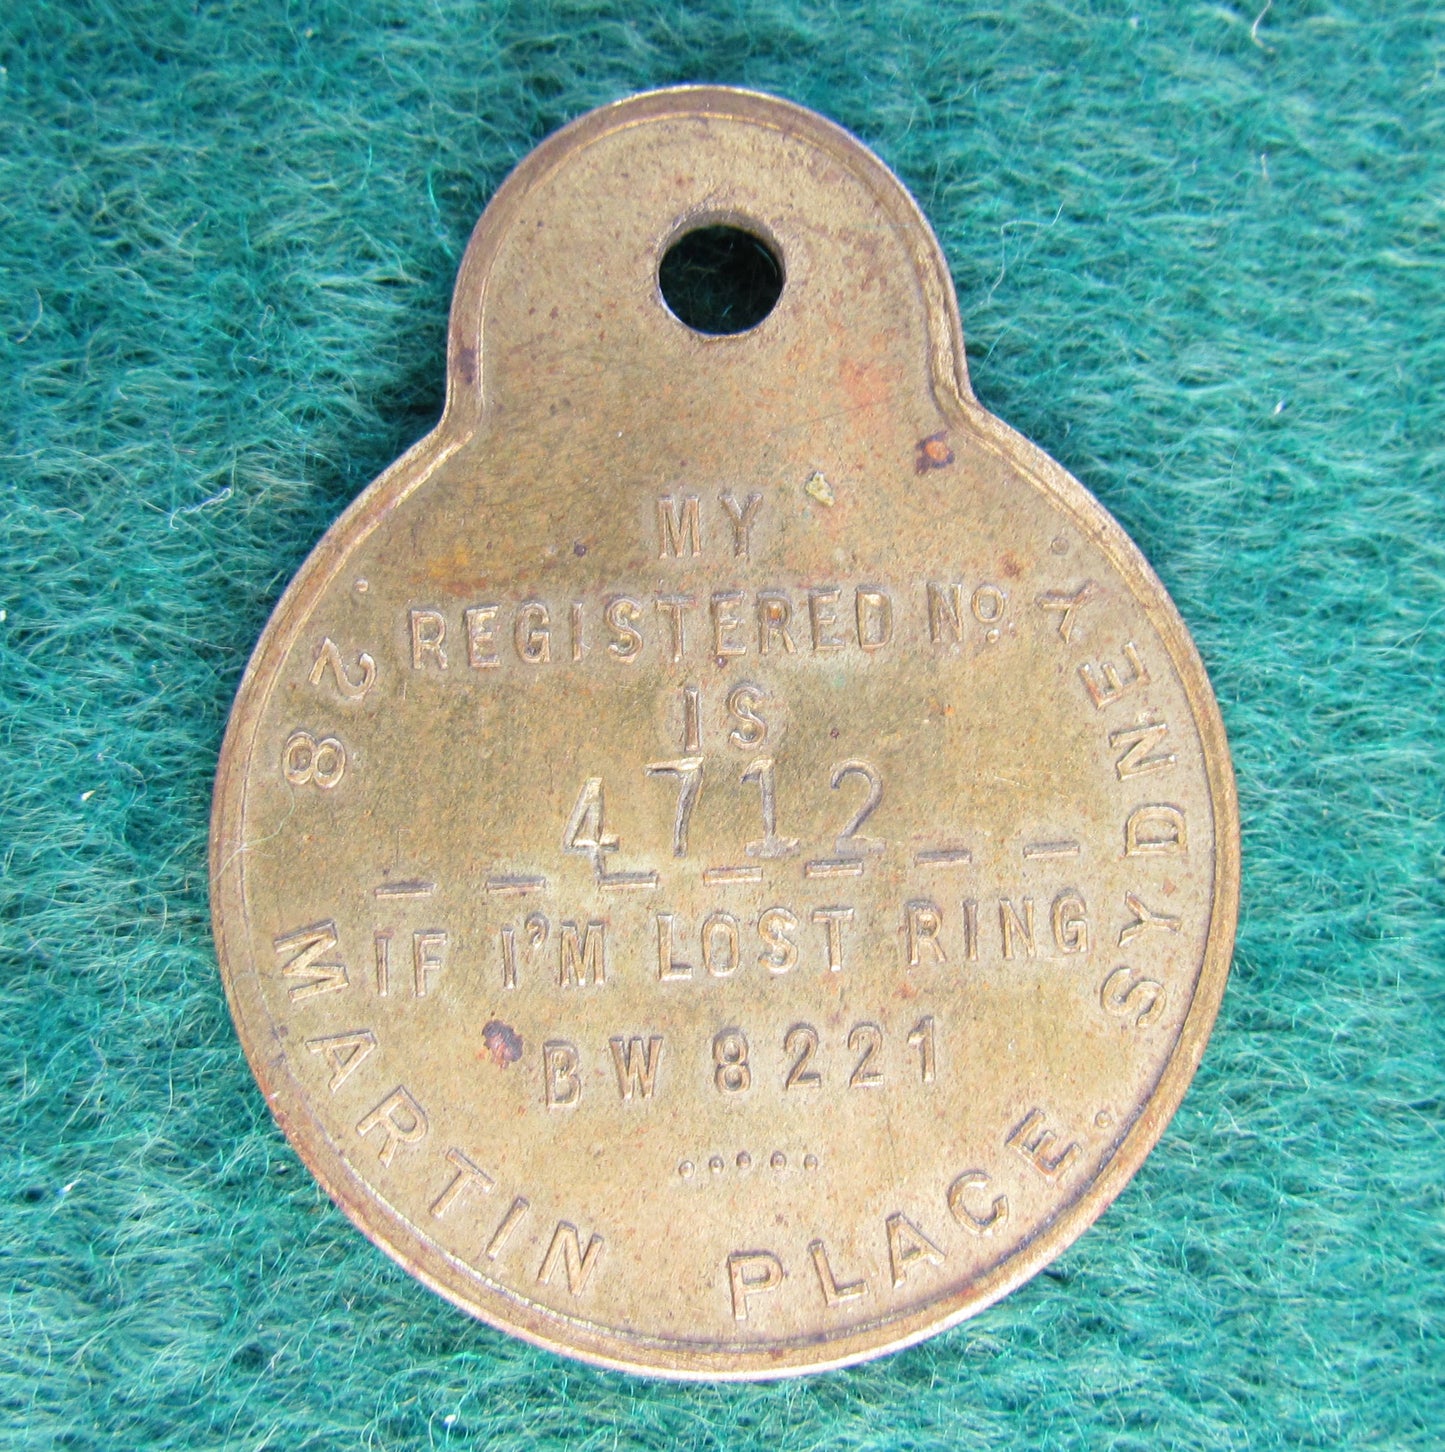 MY
REGISTERED No.
IS
4712
IF I'M LOST RING
BW 8221
28 MARTIN PLACE. SYDNEY